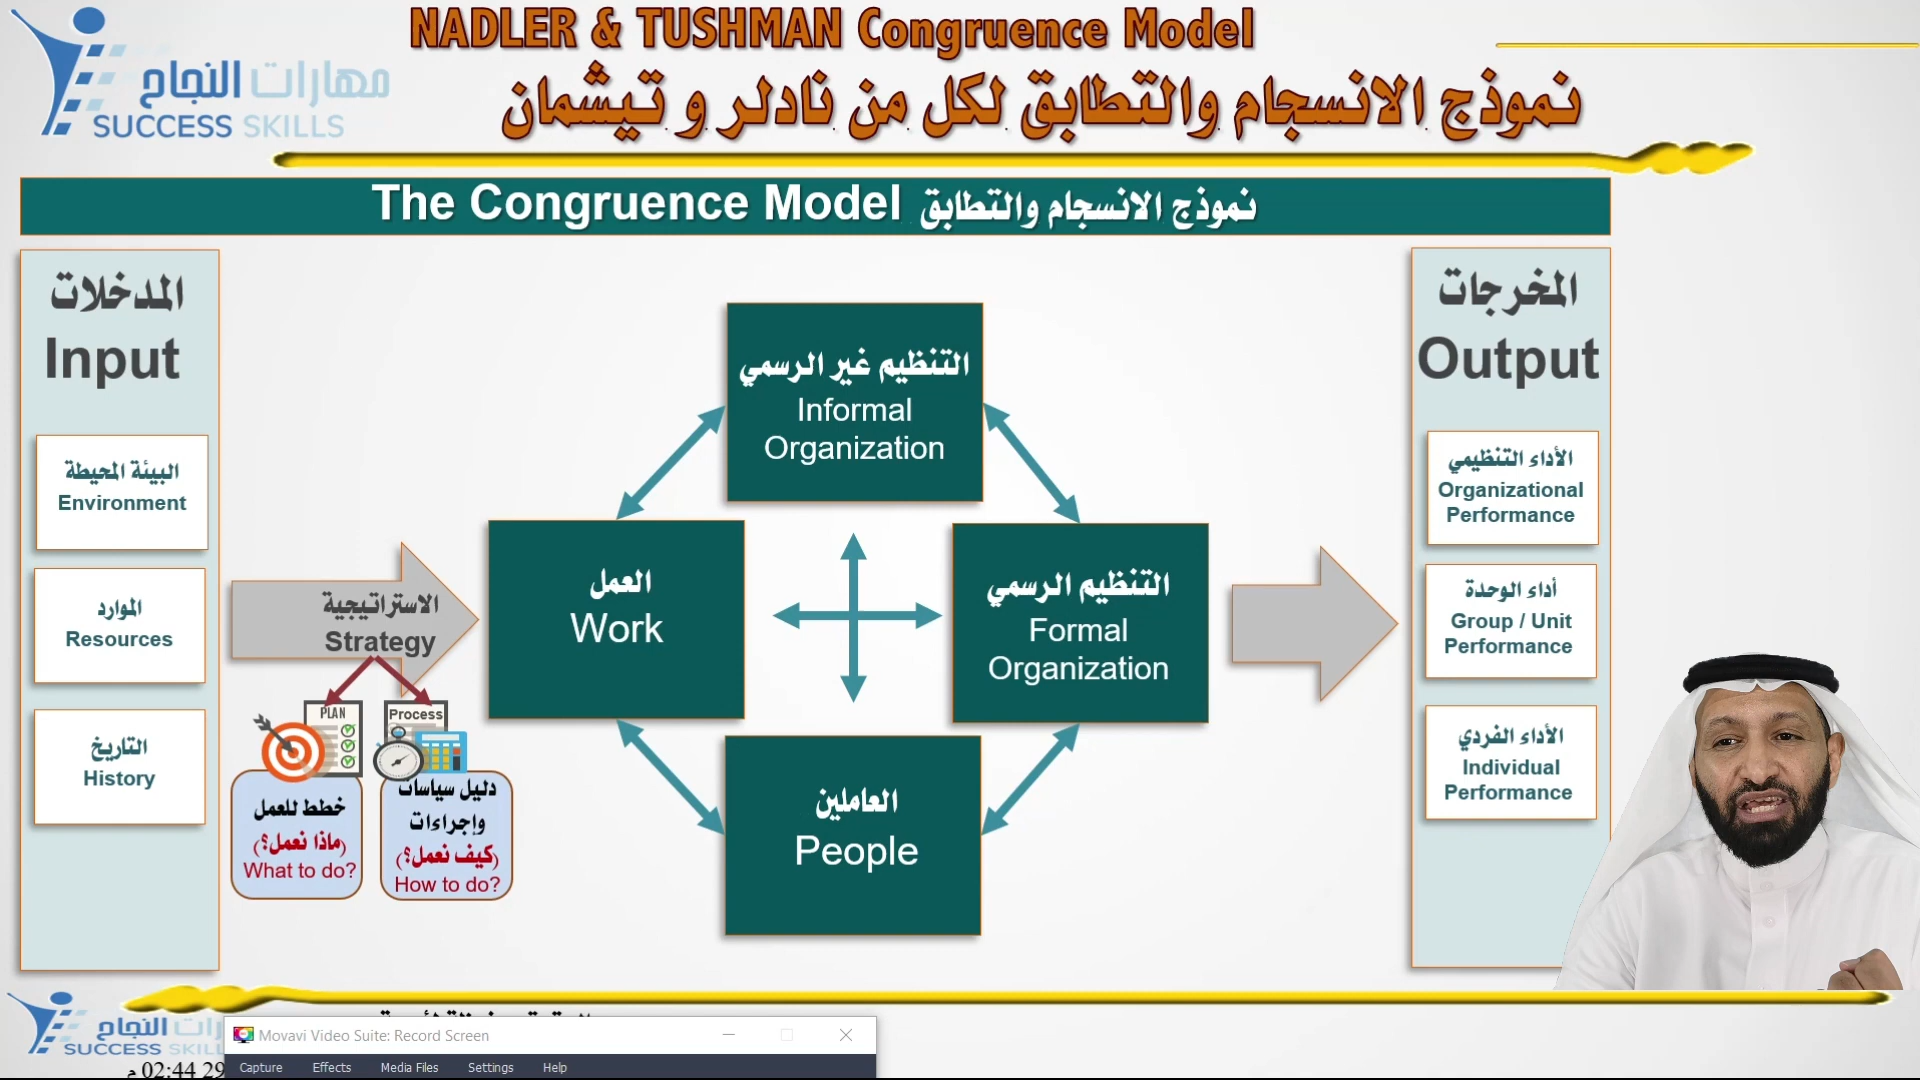 NADLER & TUSHMAN Congruence Model
نموذج الانسجام والتطابق لكل من نادلر و تيشمان
مهارات النجاح
SUCCESS SKILLS
The Congruence Model نموذج الانسجام والتطابق
المدخلات
Input
البيئة المحيطة
Environment
الموارد
Resources
التاريخ
History
الاستراتيجية
Strategy
PLAN
Process
خطط للعمل
(ماذا نعمل؟)
What to do?
دليل سياسات
وإجراءات
(كيف نعمل؟)
How to do?
التنظيم غير الرسمي
Informal
Organization
العمل
Work
التنظيم الرسمي
Formal
Organization
العاملين
People
المخرجات
Output
الأداء التنظيمي
Organizational
Performance
أداء الوحدة
Group / Unit
Performance
الأداء الفردي
Individual
Performance
رات النجاح
SUCCESS SKILL
02:44 29 م
Movavi Video Suite: Record Screen
Capture Effects Media Files Settings Help